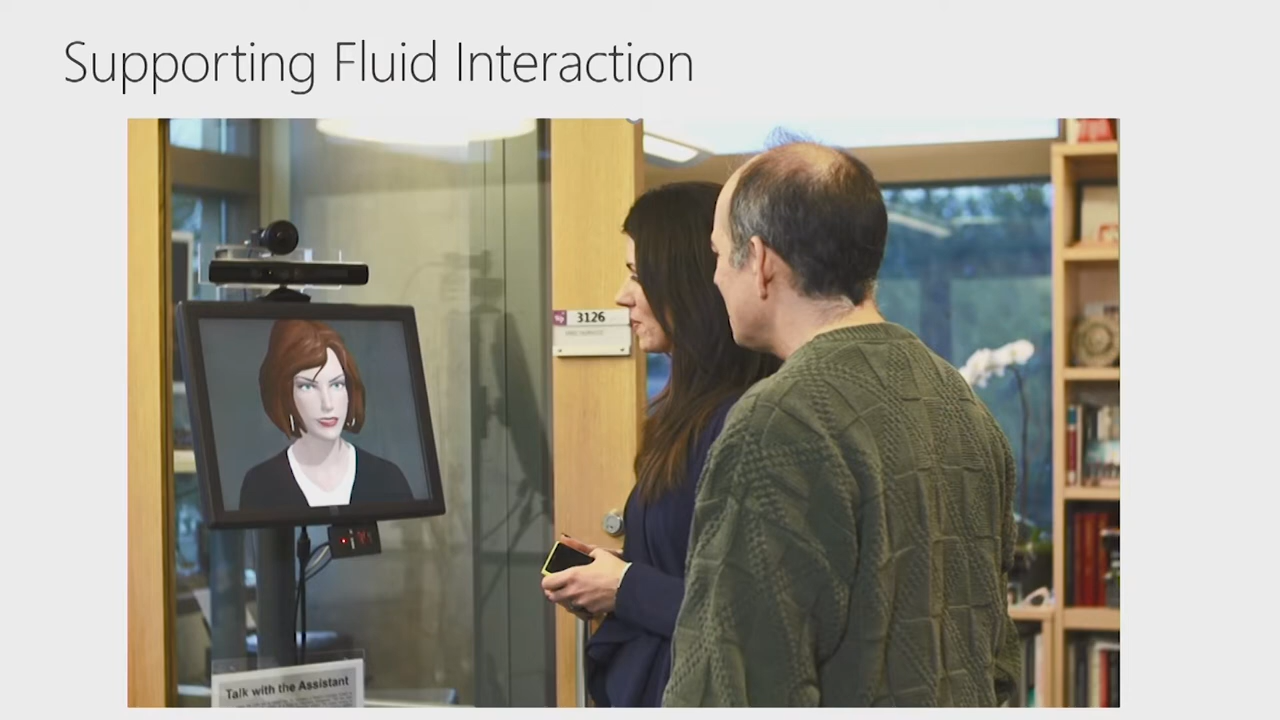 Supporting Fluid Interaction
3126
Talk with the Assistant